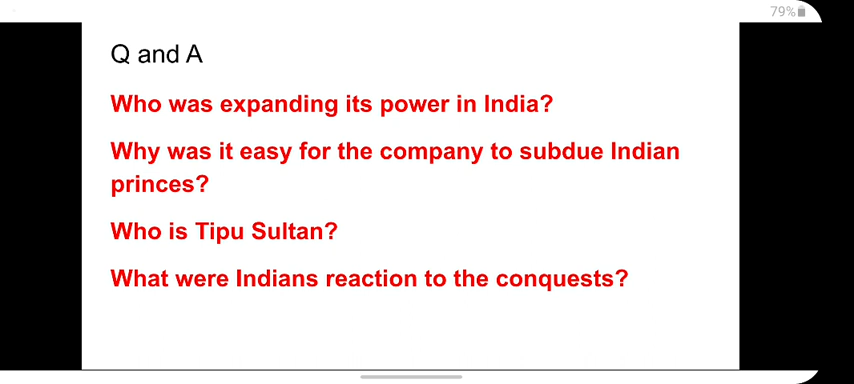 79%
Q and A
Who was expanding its power in India?
Why was it easy for the company to subdue Indian
princes?
Who is Tipu Sultan?
What were Indians reaction to the conquests?